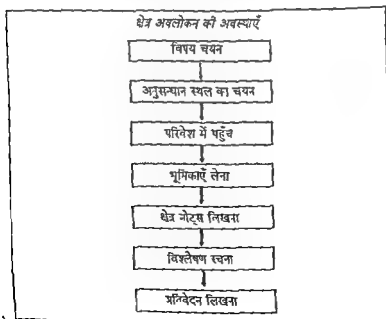 क्षेत्र अवलोकन की अवस्थाएँ
विषय चयन
अनुसन्धान स्थल का चयन
परिवेश में पहुँच
भूमिकाएँ लेना
क्षेत्र नोट्स लिखना
विश्लेषण रचना
प्रतिवेदन लिखना